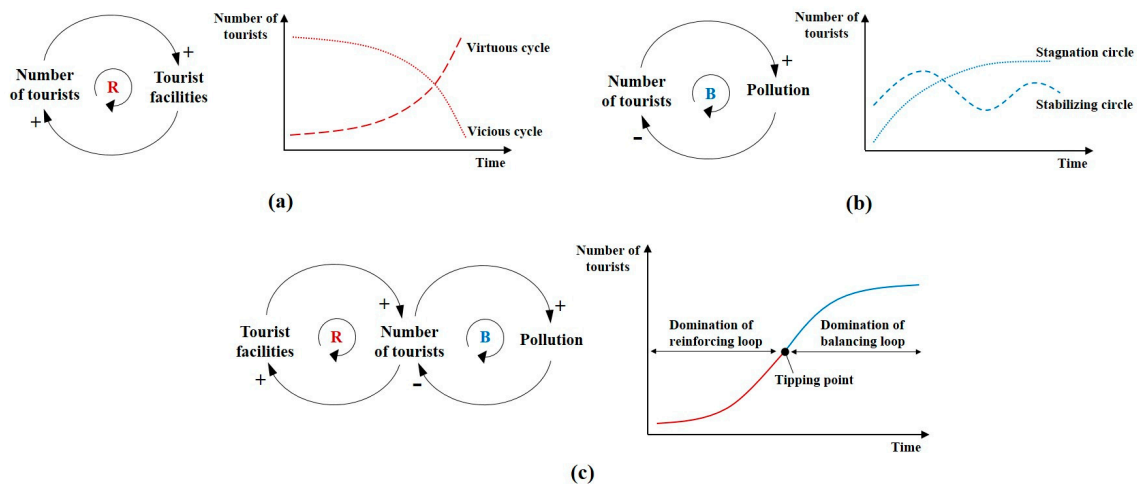 Number of
tourists
+
Number
of tourists
R
Tourist
facilities
+
Virtuous cycle
Vicious cycle
Time
(a)
Number of
tourists
+
Number
of tourists
B
Pollution
-
Stagnation circle
Stabilizing circle
Time
(b)
Number of
tourists
+
+
Tourist
facilities
R
Number
of tourists
B
Pollution
+
-
Domination of
reinforcing loop
Domination of
balancing loop
Tipping point
Time
(c)